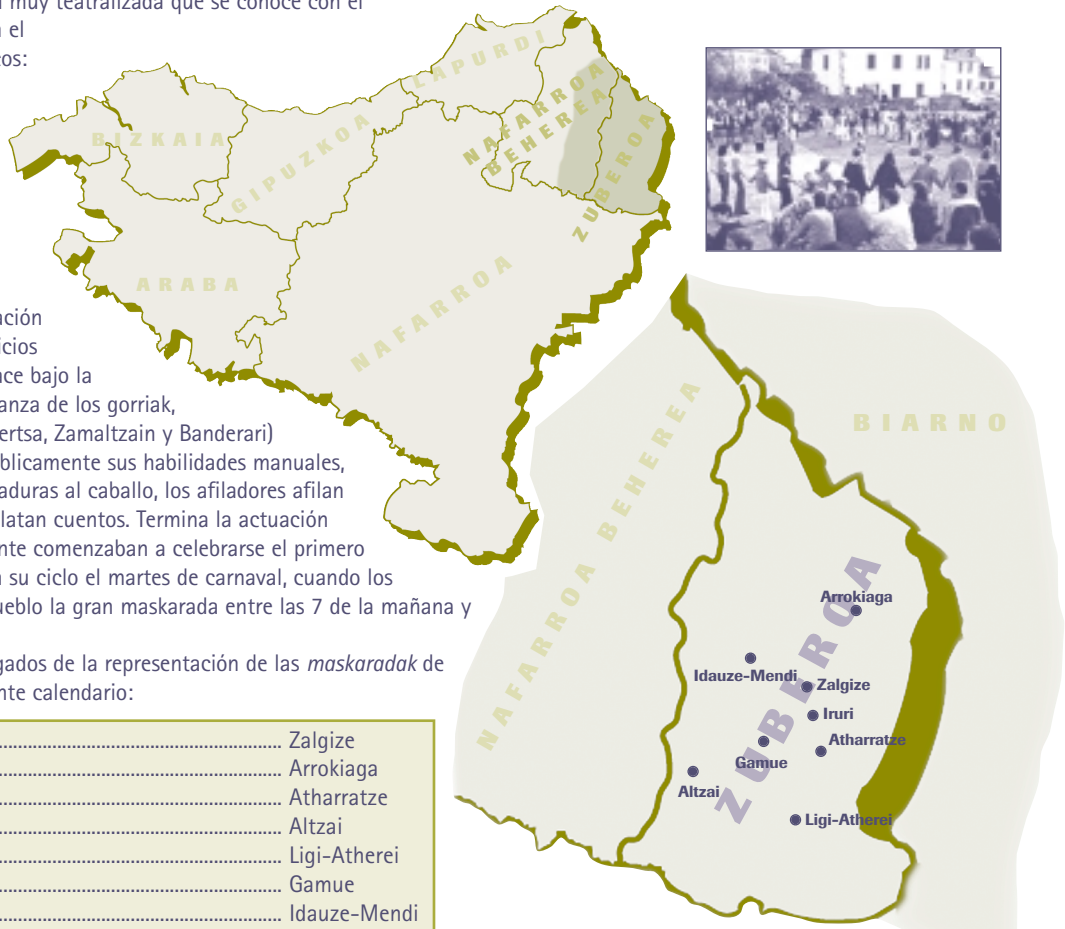 muy teatralizada que se conoce con el
el
os:
BIZKAIA
GIPUZKOA
LAPURDI
NAFARROA
BEHEREA
ZUBEROA
ARABA
NAFARROA
ación
icios
ace bajo la
anza de los gorriak,
ertsa, Zamaltzain y Banderari)
blicamente sus habilidades manuales,
aduras al caballo, los afiladores afilan
latan cuentos. Termina la actuación
nte comenzaban a celebrarse el primero
su ciclo el martes de carnaval, cuando los
ueblo la gran maskarada entre las 7 de la mañana y
gados de la representación de las maskaradak de
nte calendario:
Zalgize
Arrokiaga
Atharratze
Altzai
Ligi-Atherei
Gamue
Idauze-Mendi
NAFARROA BEHEREA
BIARNO
ZUBEROA
Arrokiaga
Idauze-Mendi
Zalgize
Iruri
Atharratze
Gamue
Altzai
Ligi-Atherei